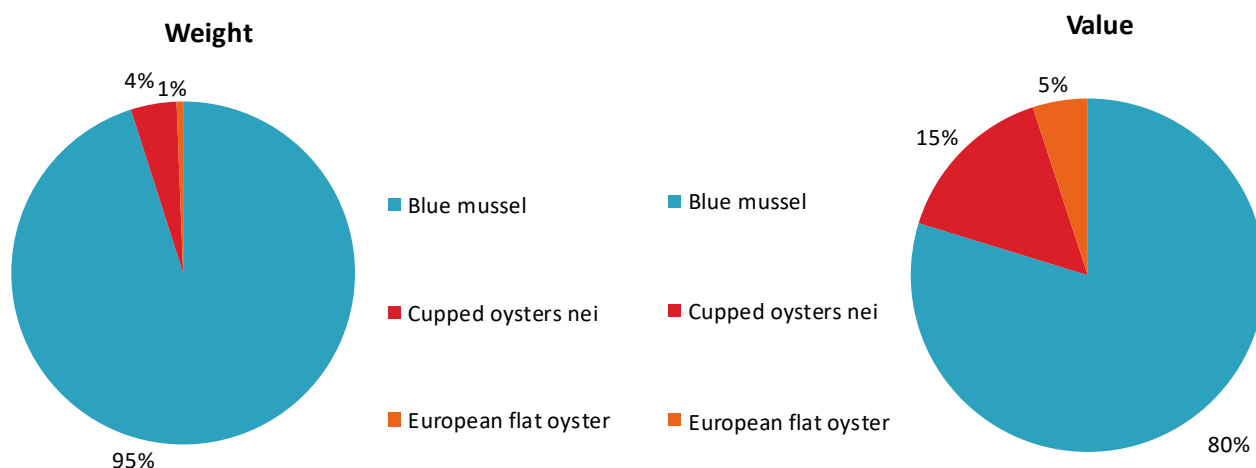 Weight
4%
1%
95%
Blue mussel
Cupped oysters nei
European flat oyster
Value
5%
15%
80%
Blue mussel
Cupped oysters nei
European flat oyster